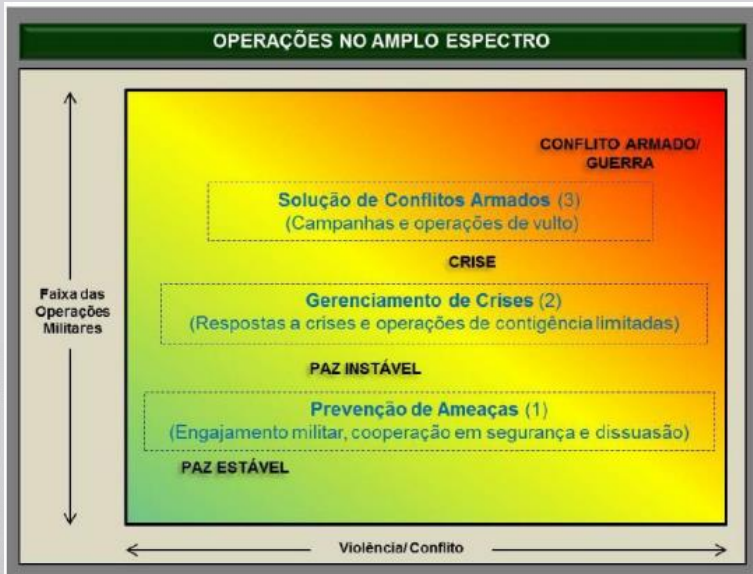 OPERAÇÕES NO AMPLO ESPECTRO
CONFLITO ARMADO/
GUERRA
Solução de Conflitos Armados (3)
(Campanhas e operações de vulto)
CRISE
Faixa das
Operações
Militares
Gerenciamento de Crises (2)
(Respostas a crises e operações de contigência limitadas)
PAZ INSTÁVEL
Prevenção de Ameaças (1)
(Engajamento militar, cooperação em segurança e dissuasão)
PAZ ESTÁVEL
Violência/ Conflito